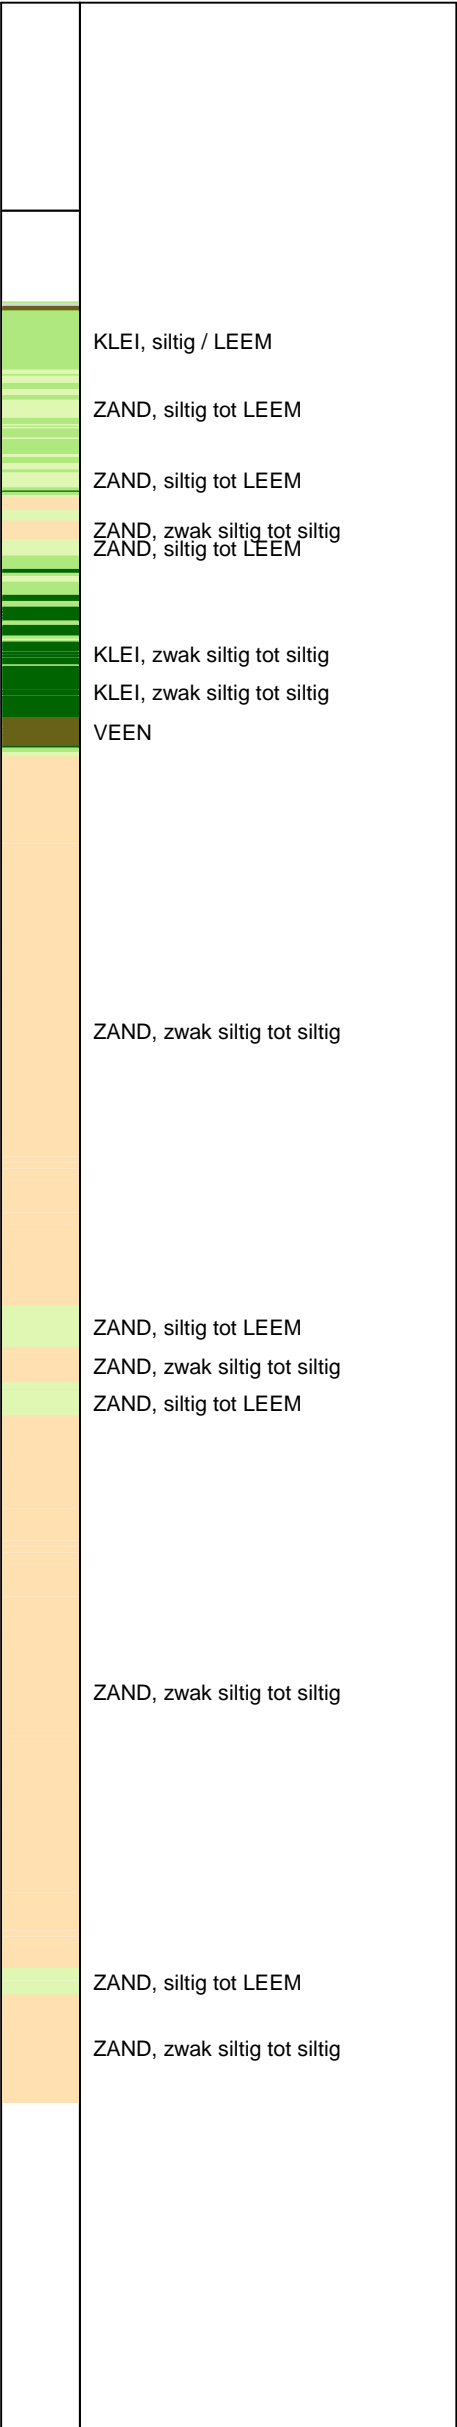 KLEI, siltig / LEEM
ZAND, siltig tot LEEM
ZAND, siltig tot LEEM
ZAND, zwak siltig tot siltig
ZAND, siltig tot LEEM
KLEI, zwak siltig tot siltig
KLEI, zwak siltig tot siltig
VEEN
ZAND, zwak siltig tot siltig
ZAND, siltig tot LEEM
ZAND, zwak siltig tot siltig
ZAND, siltig tot LEEM
ZAND, zwak siltig tot siltig
ZAND, siltig tot LEEM
ZAND, zwak siltig tot siltig